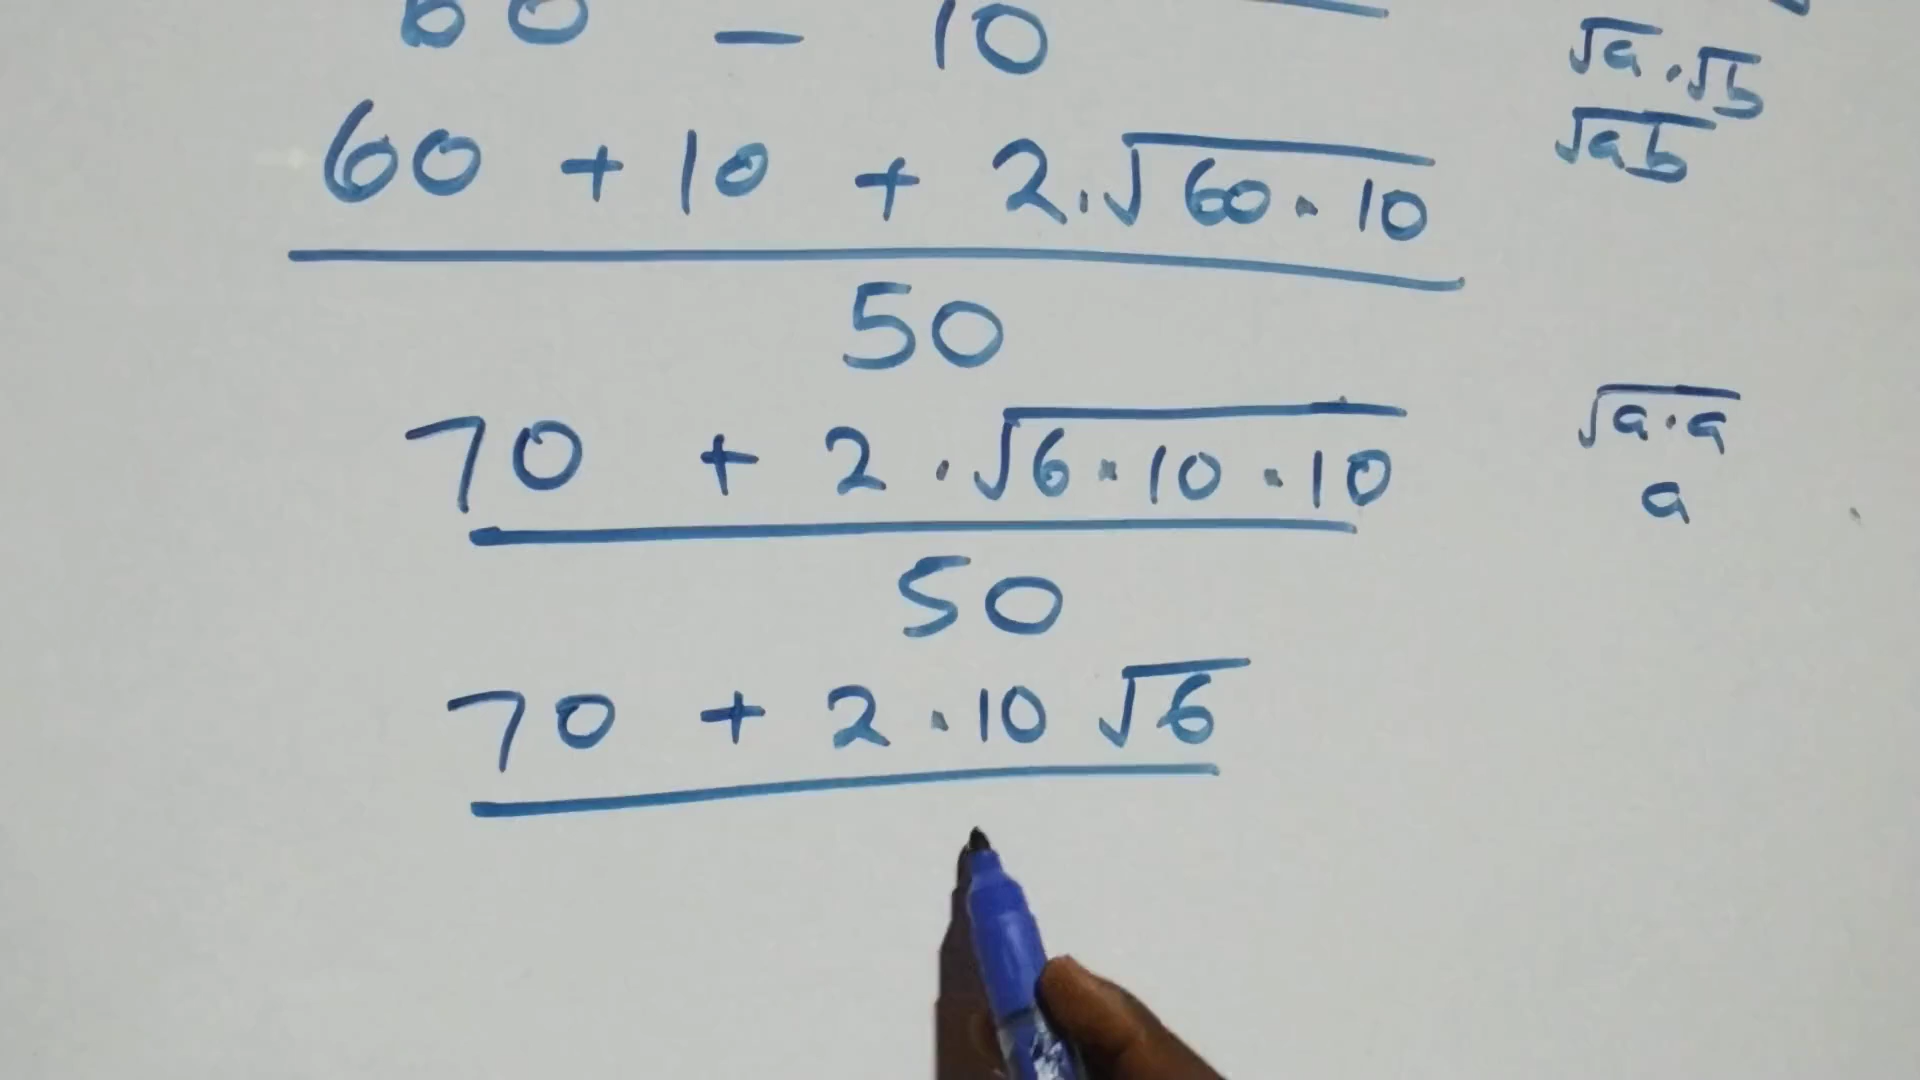 60 - 10
√a . √b
60 + 10 + 2.√60 . 10
√ab
50
70 + 2 . √6 . 10 . 10
√a . a
a
50
70 + 2 . 10 √6